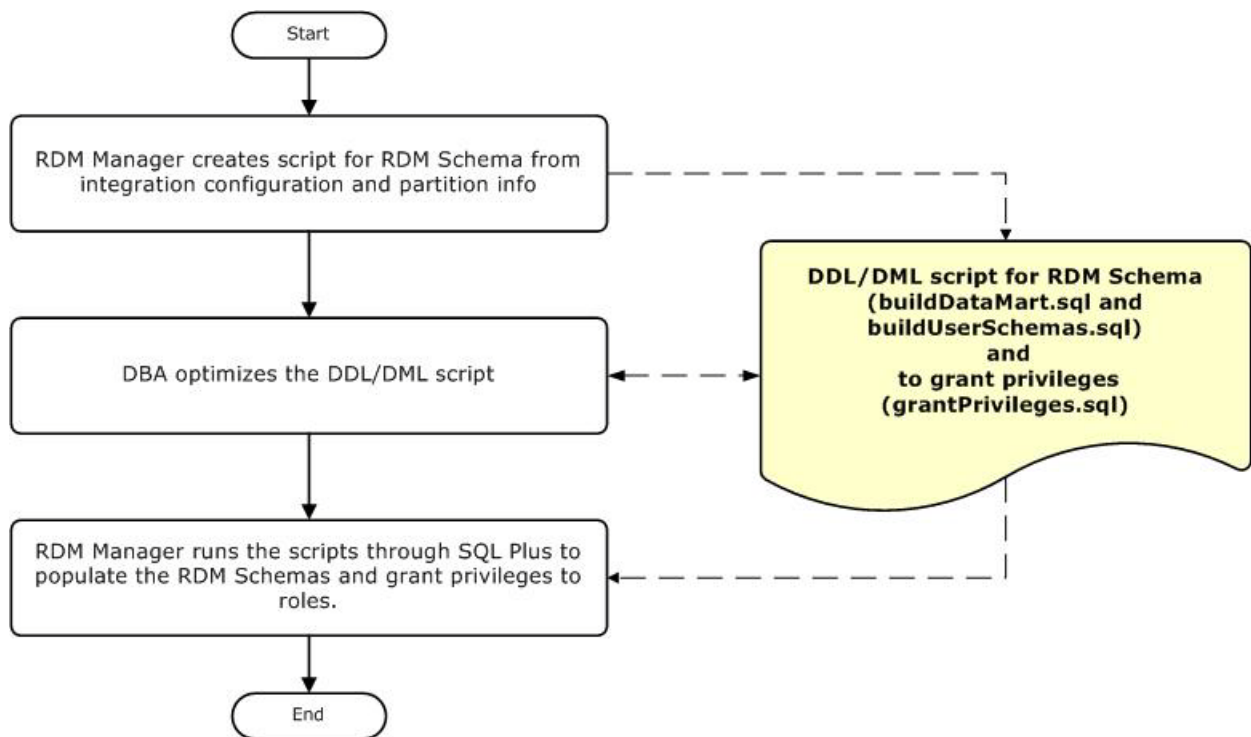 Start
RDM Manager creates script for RDM Schema from
integration configuration and partition info
DDL/DML script for RDM Schema
(buildDataMart.sql and
buildUserSchemas.sql)
and
to grant privileges
(grantPrivileges.sql)
DBA optimizes the DDL/DML script
RDM Manager runs the scripts through SQL Plus to
populate the RDM Schemas and grant privileges to
roles.
End